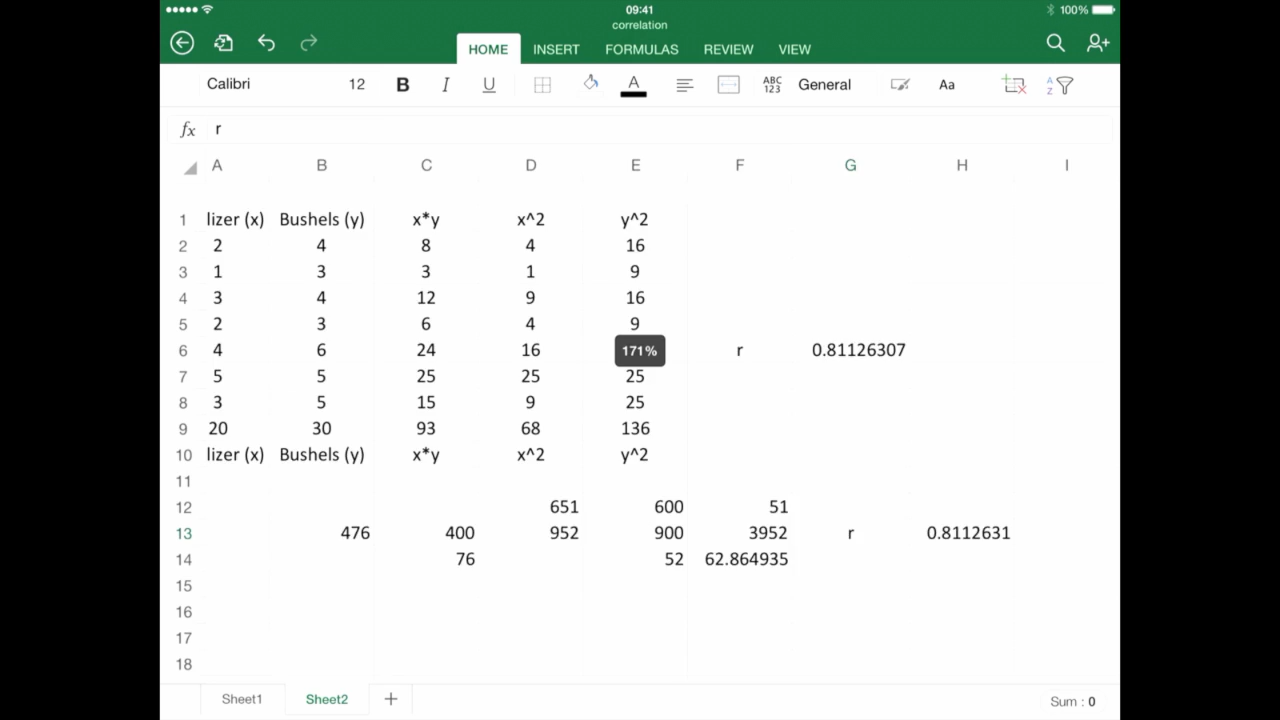 09:41
100%
correlation
HOME INSERT FORMULAS REVIEW VIEW
Calibri 12 B I U A ABC 123 General Aa A Z
fx r
A B C D E F G H I
1 lizer (x) Bushels (y) x*y x^2 y^2
2 2 4 8 4 16
3 1 3 3 1 9
4 3 4 12 9 16
5 2 3 6 4 9
6 4 6 24 16 171% r 0.81126307
7 5 5 25 25 25
8 3 5 15 9 25
9 20 30 93 68 136
10 lizer (x) Bushels (y) x*y x^2 y^2
11
12 651 600 51
13 476 400 952 900 3952 r 0.8112631
14 76 52 62.864935
15
16
17
18
Sheet1 Sheet2 + Sum : 0